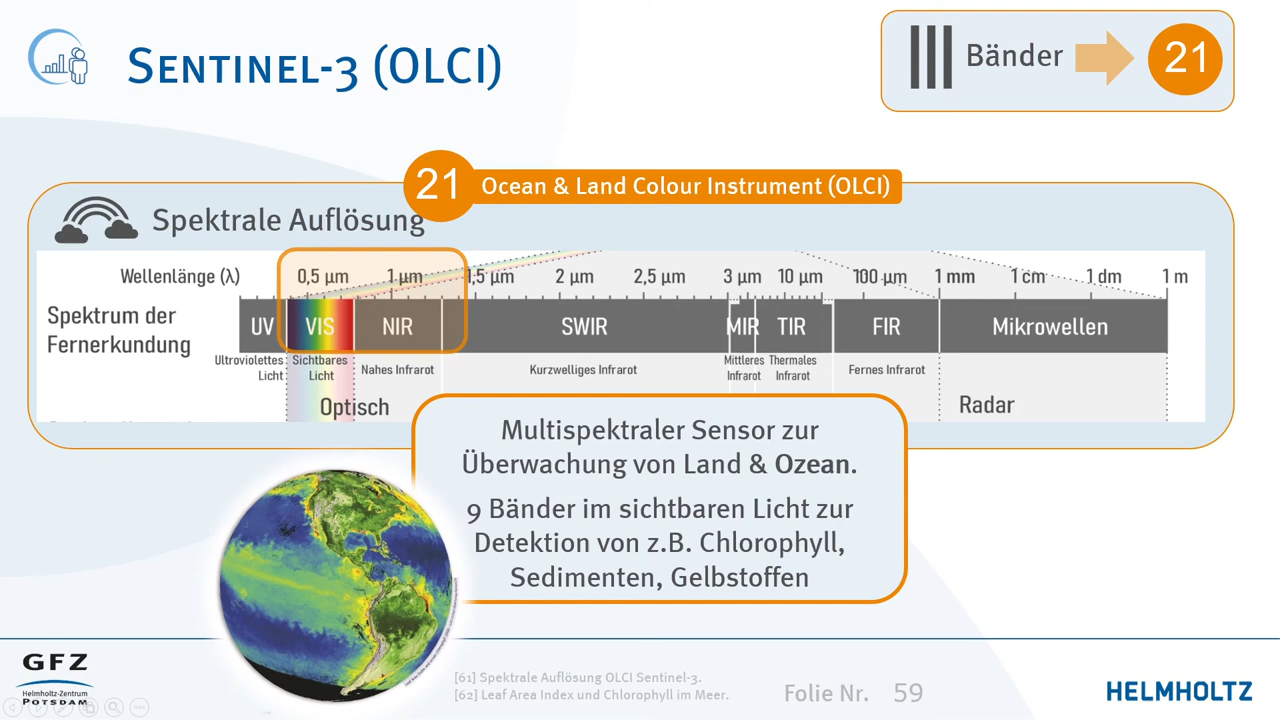 SENTINEL-3 (OLCI)
Bänder
21
21
Ocean & Land Colour Instrument (OLCI)
Spektrale Auflösung
Wellenlänge (λ)
0,5 µm
1 µm
1,5 µm
2 µm
2,5 µm
3 µm
10 µm
100 µm
1 mm
1 cm
1 dm
1 m
Spektrum der
Fernerkundung
UV
VIS
NIR
SWIR
MIR
TIR
FIR
Mikrowellen
Ultroviolettes
Licht
Sichtbares
Licht
Nahes Infrarot
Kurzwelliges Infrarot
Mittleres
Infrarot
Thermales
Infrarot
Fernes Infrarot
Optisch
Radar
Multispektraler Sensor zur
Überwachung von Land & Ozean.
9 Bänder im sichtbaren Licht zur
Detektion von z.B. Chlorophyll,
Sedimenten, Gelbstoffen
GFZ
Helmholtz-Zentrum
POTSDAM
[61] Spektrale Auflösung OLCI Sentinel-3.
[62] Leaf Area Index und Chlorophyll im Meer.
Folie Nr. 59
HELMHOLTZ